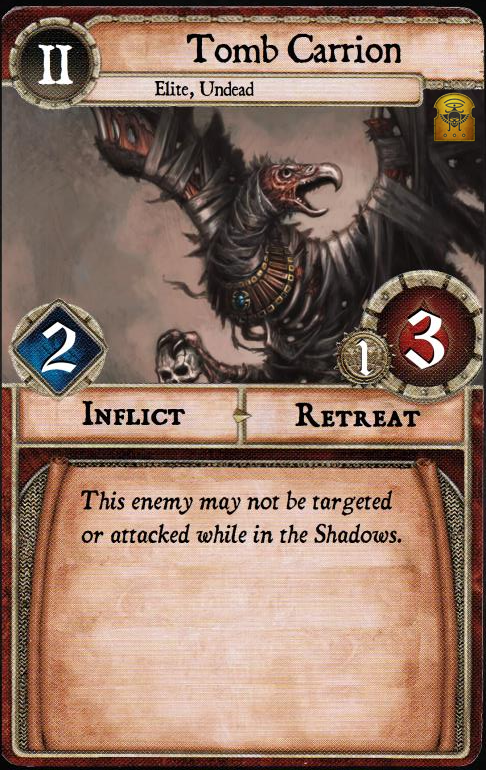 II
Tomb Carrion
Elite, Undead
2
1
3
Inflict
Retreat
This enemy may not be targeted
or attacked while in the Shadows.